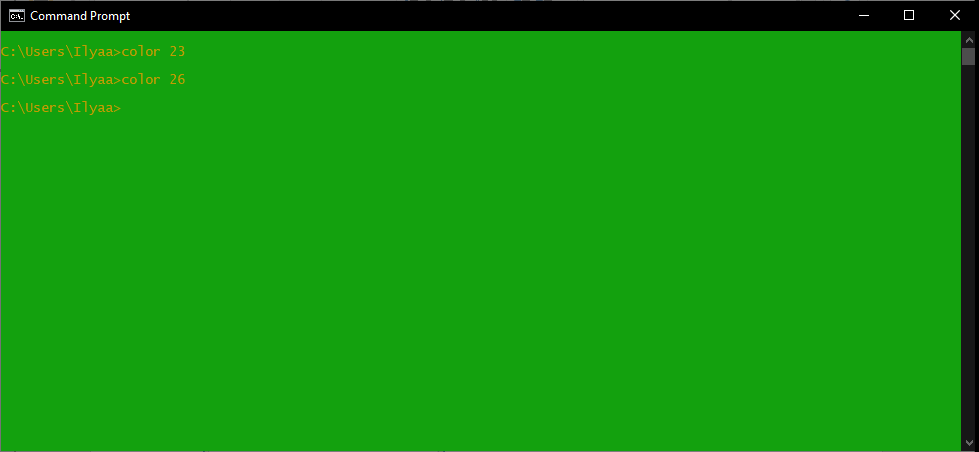 Command Prompt
C:\Users\Ilyaa>color 23
C:\Users\Ilyaa>color 26
C:\Users\Ilyaa>